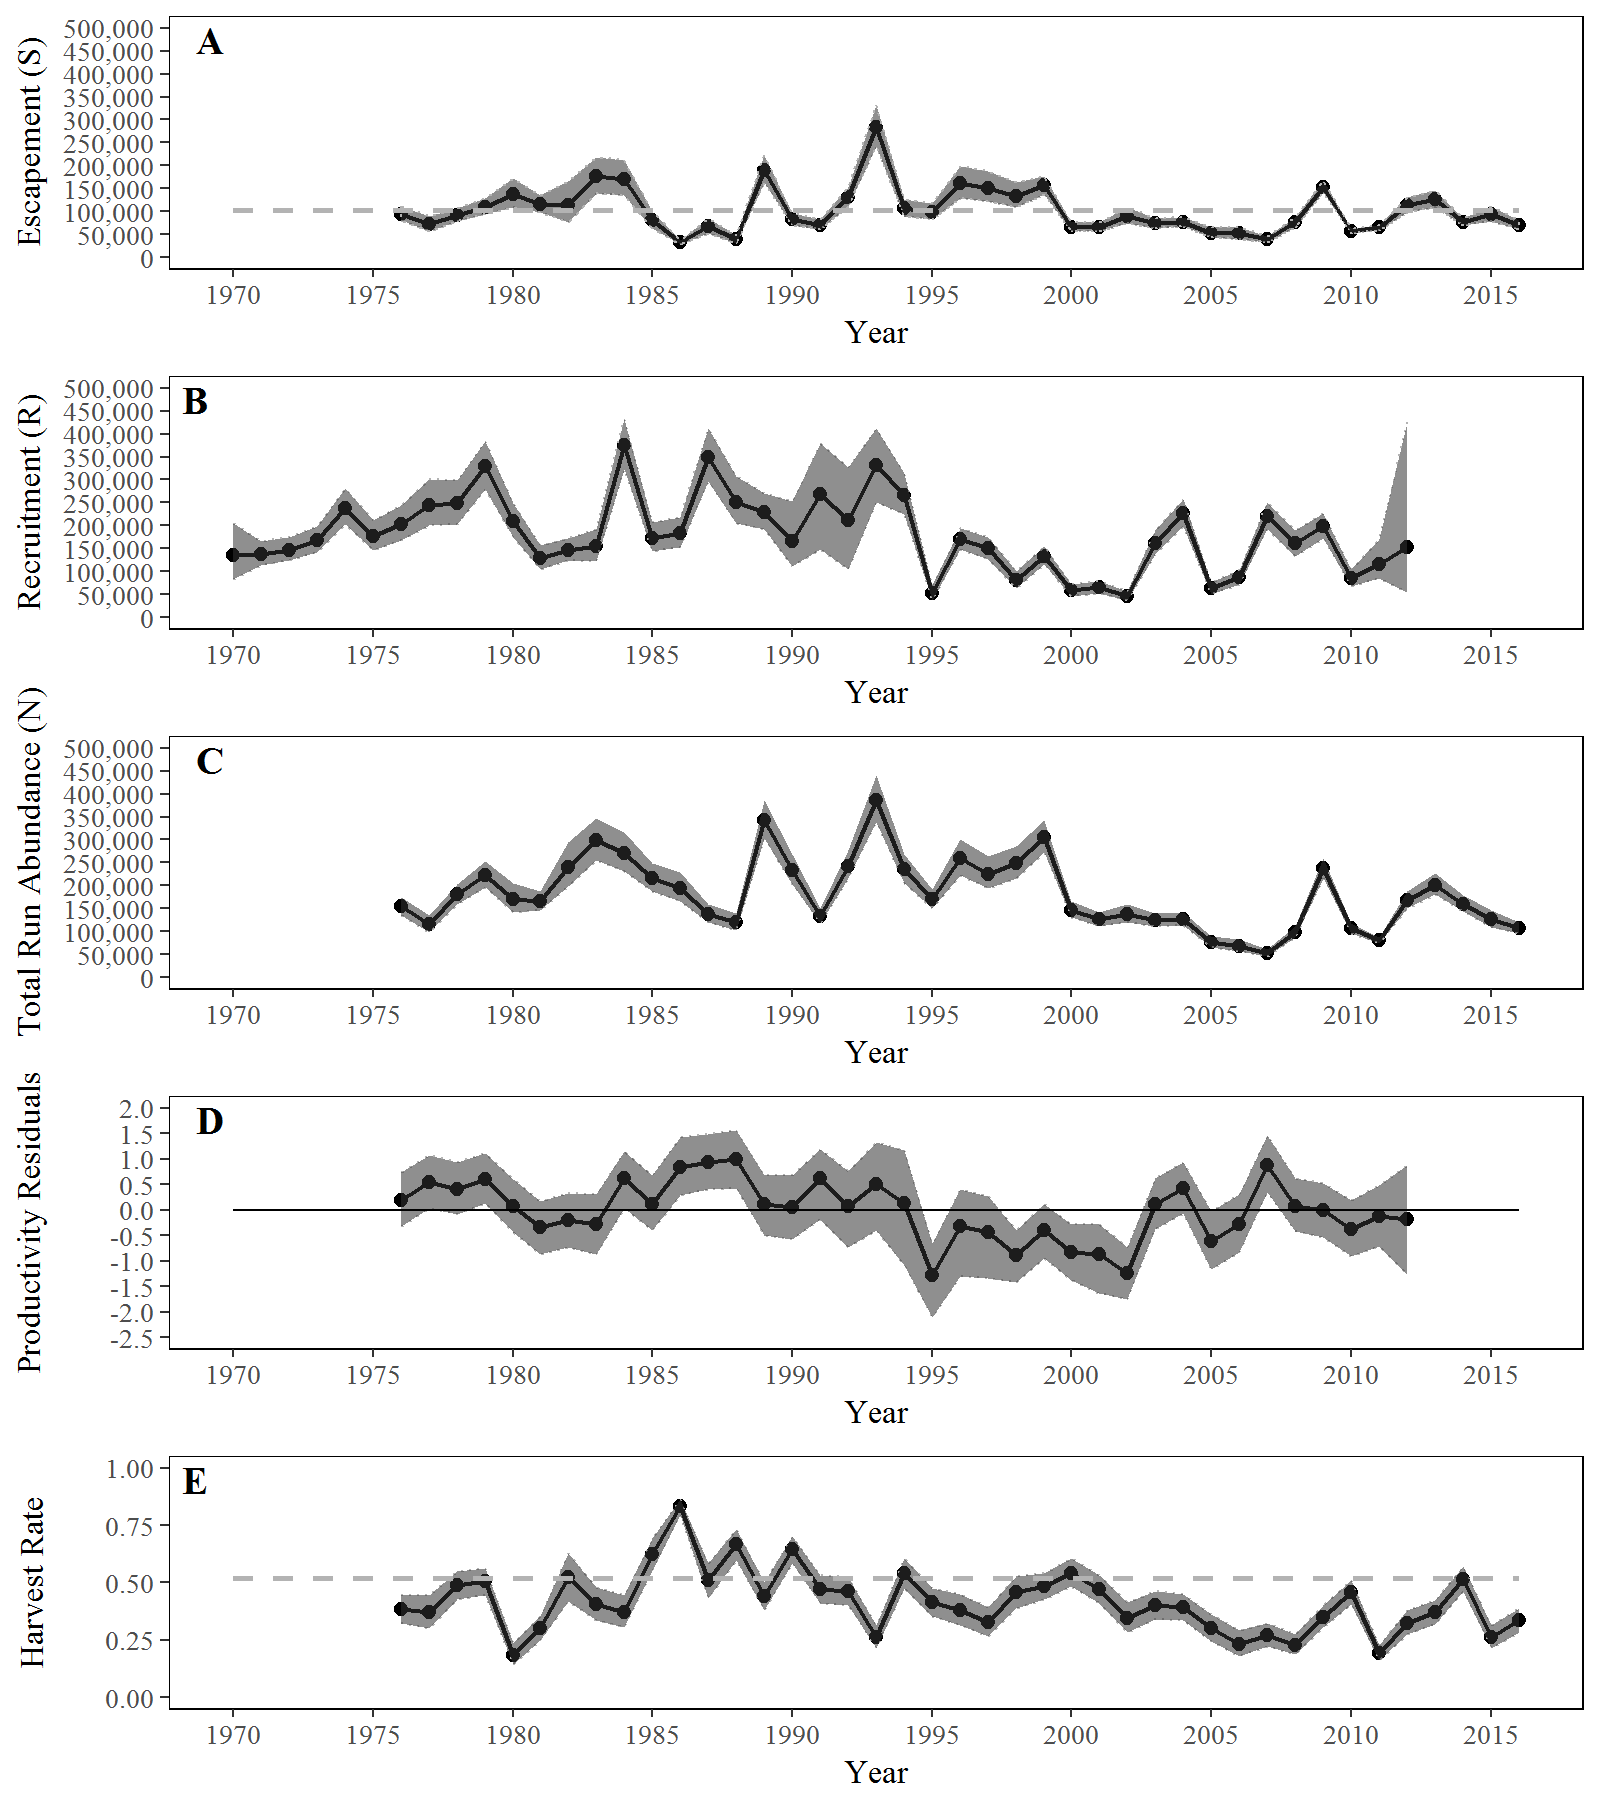 A
Escapement (S)
500,000
450,000
400,000
350,000
300,000
250,000
200,000
150,000
100,000
50,000
0
1970 1975 1980 1985 1990 1995 2000 2005 2010 2015
Year
B
Recruitment (R)
500,000
450,000
400,000
350,000
300,000
250,000
200,000
150,000
100,000
50,000
0
1970 1975 1980 1985 1990 1995 2000 2005 2010 2015
Year
C
Total Run Abundance (N)
500,000
450,000
400,000
350,000
300,000
250,000
200,000
150,000
100,000
50,000
0
1970 1975 1980 1985 1990 1995 2000 2005 2010 2015
Year
D
Productivity Residuals
2.0
1.5
1.0
0.5
0.0
-0.5
-1.0
-1.5
-2.0
-2.5
1970 1975 1980 1985 1990 1995 2000 2005 2010 2015
Year
E
Harvest Rate
1.00
0.75
0.50
0.25
0.00
1970 1975 1980 1985 1990 1995 2000 2005 2010 2015
Year